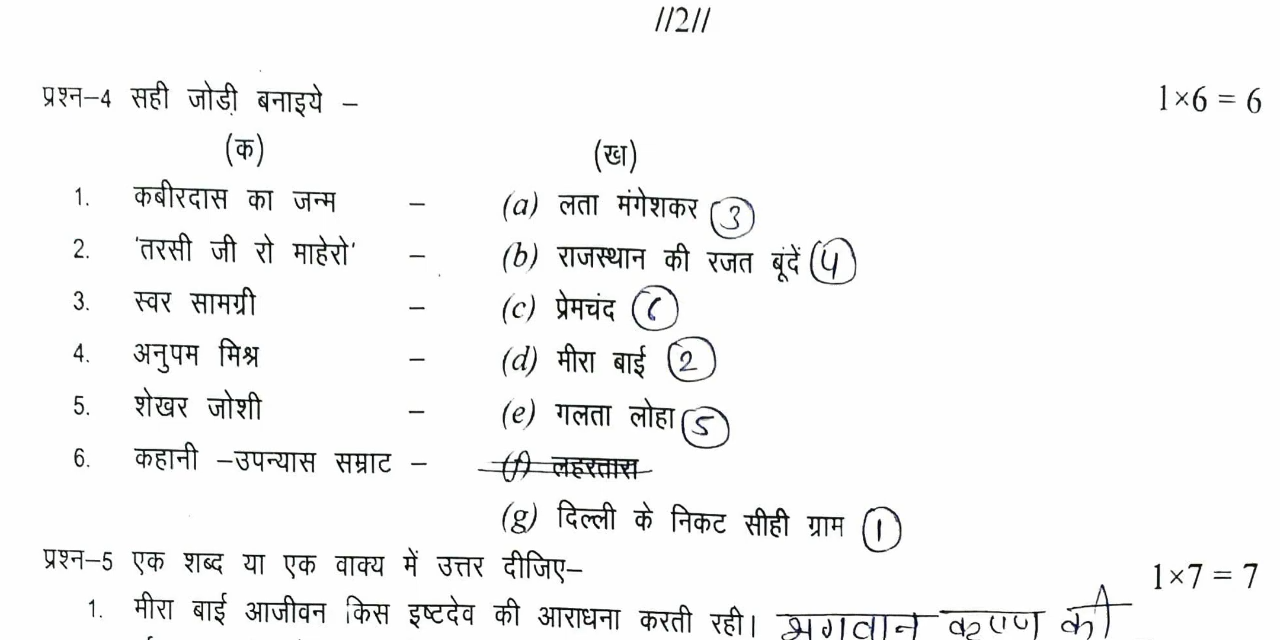 //2//
प्रश्न–4 सही जोड़ी बनाइये – 1×6 = 6
(क) (ख)
1. कबीरदास का जन्म – (a) लता मंगेशकर 3
2. 'तरसी जी रो माहेरो' – (b) राजस्थान की रजत बूंदें 4
3. स्वर सामग्री – (c) प्रेमचंद 6
4. अनुपम मिश्र – (d) मीरा बाई 2
5. शेखर जोशी – (e) गलता लोहा 5
6. कहानी –उपन्यास सम्राट – (f) लहरतारा
(g) दिल्ली के निकट सीही ग्राम 1
प्रश्न–5 एक शब्द या एक वाक्य में उत्तर दीजिए– 1×7 = 7
1. मीरा बाई आजीवन किस इष्टदेव की आराधना करती रही। भगवान कृष्ण की